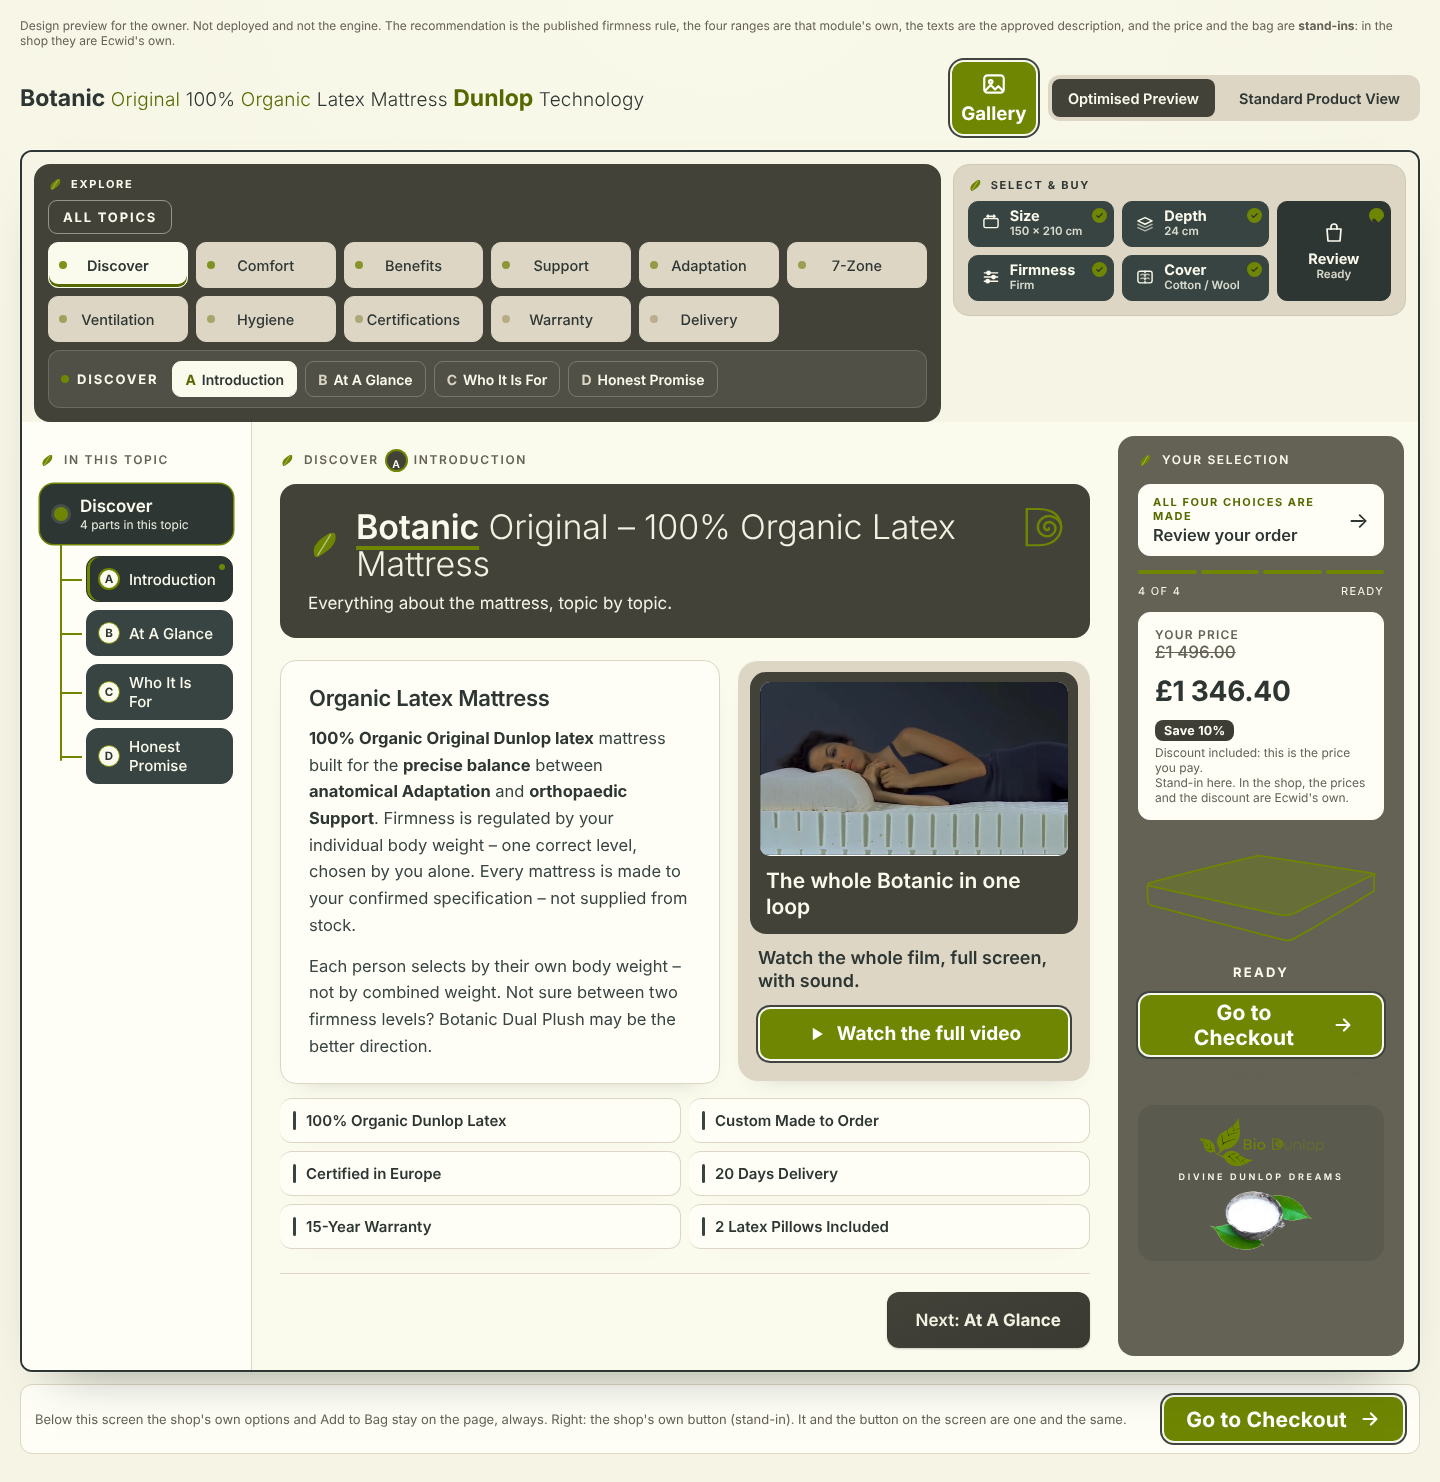 Design preview for the owner. Not deployed and not the engine. The recommendation is the published firmness rule, the four ranges are that module's own, the texts are the approved description, and the price and the bag are stand-ins: in the
shop they are Ecwid's own.
Botanic Original 100% Organic Latex Mattress Dunlop Technology
Gallery
Optimised Preview
Standard Product View
EXPLORE
ALL TOPICS
Discover
Comfort
Benefits
Support
Adaptation
7-Zone
Ventilation
Hygiene
Certifications
Warranty
Delivery
DISCOVER
A Introduction
B At A Glance
C Who It Is For
D Honest Promise
SELECT & BUY
Size
150 × 210 cm
Depth
24 cm
Firmness
Firm
Cover
Cotton / Wool
Review
Ready
IN THIS TOPIC
Discover
4 parts in this topic
A Introduction
B At A Glance
C Who It Is
For
D Honest
Promise
DISCOVER A INTRODUCTION
Botanic Original – 100% Organic Latex
Mattress
Everything about the mattress, topic by topic.
Organic Latex Mattress
100% Organic Original Dunlop latex mattress
built for the precise balance between
anatomical Adaptation and orthopaedic
Support. Firmness is regulated by your
individual body weight – one correct level,
chosen by you alone. Every mattress is made to
your confirmed specification – not supplied from
stock.
Each person selects by their own body weight –
not by combined weight. Not sure between two
firmness levels? Botanic Dual Plush may be the
better direction.
The whole Botanic in one
loop
Watch the whole film, full screen,
with sound.
Watch the full video
100% Organic Dunlop Latex
Custom Made to Order
Certified in Europe
20 Days Delivery
15-Year Warranty
2 Latex Pillows Included
Next: At A Glance
YOUR SELECTION
ALL FOUR CHOICES ARE
MADE
Review your order
4 OF 4
READY
YOUR PRICE
£1 496.00
£1 346.40
Save 10%
Discount included: this is the price
you pay.
Stand-in here. In the shop, the prices
and the discount are Ecwid's own.
READY
Go to
Checkout
Bio Dunlop
DIVINE DUNLOP DREAMS
Below this screen the shop's own options and Add to Bag stay on the page, always. Right: the shop's own button (stand-in). It and the button on the screen are one and the same.
Go to Checkout